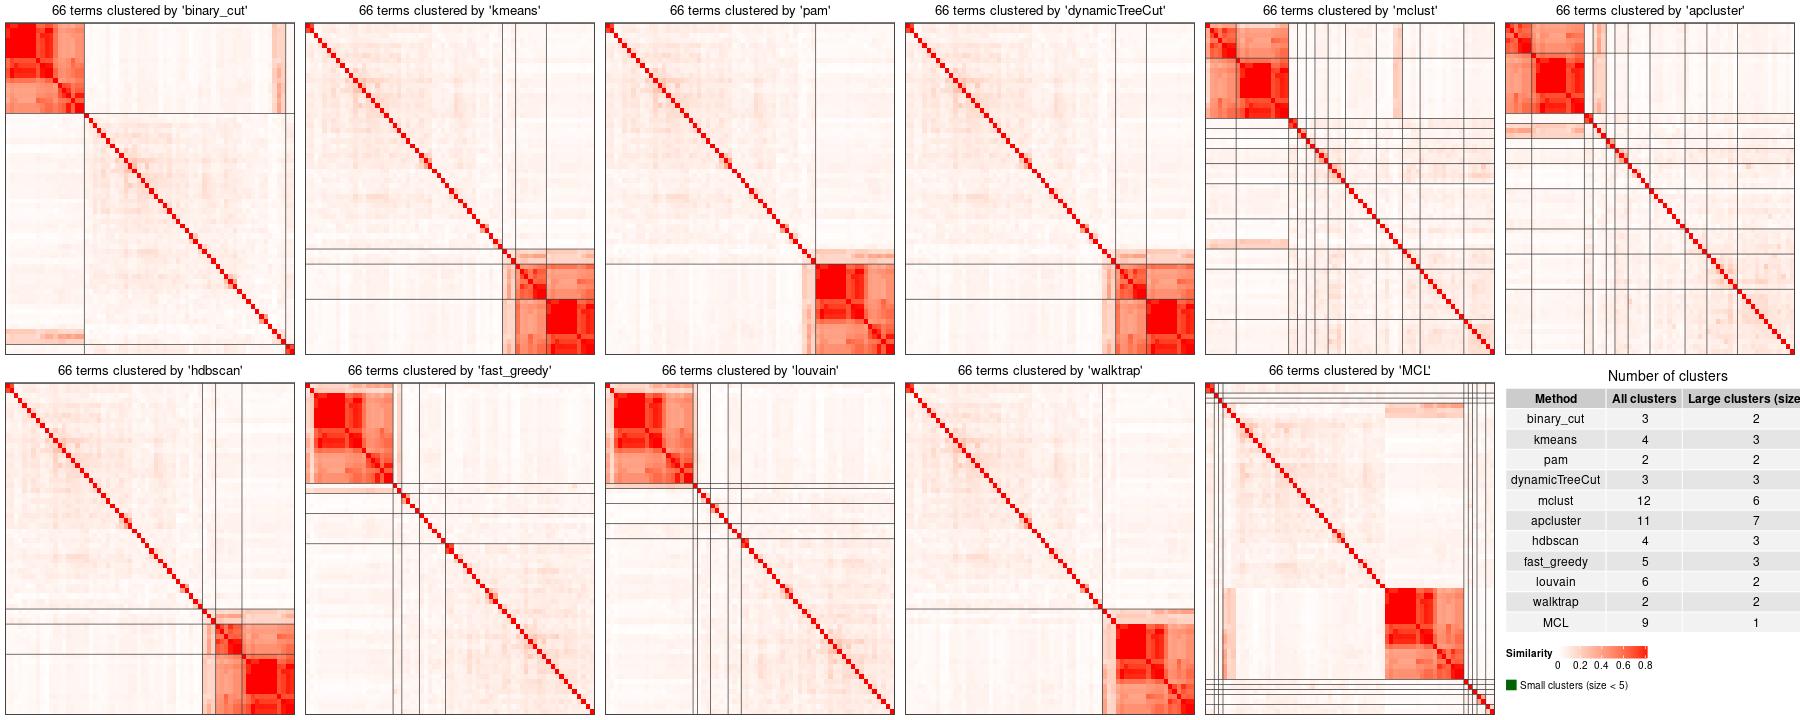 66 terms clustered by 'binary_cut'
66 terms clustered by 'kmeans'
66 terms clustered by 'pam'
66 terms clustered by 'dynamicTreeCut'
66 terms clustered by 'mclust'
66 terms clustered by 'apcluster'
66 terms clustered by 'hdbscan'
66 terms clustered by 'fast_greedy'
66 terms clustered by 'louvain'
66 terms clustered by 'walktrap'
66 terms clustered by 'MCL'
Number of clusters
Method All clusters Large clusters (size
binary_cut 3 2
kmeans 4 3
pam 2 2
dynamicTreeCut 3 3
mclust 12 6
apcluster 11 7
hdbscan 4 3
fast_greedy 5 3
louvain 6 2
walktrap 2 2
MCL 9 1
Similarity
0 0.2 0.4 0.6 0.8
Small clusters (size < 5)